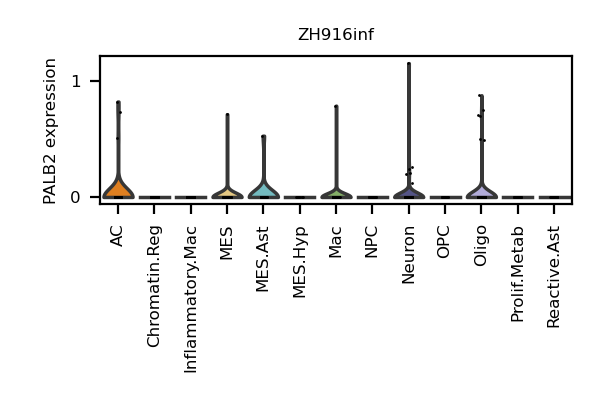 ZH916inf
PALB2 expression
1
0
AC
Chromatin.Reg
Inflammatory.Mac
MES
MES.Ast
MES.Hyp
Mac
NPC
Neuron
OPC
Oligo
Prolif.Metab
Reactive.Ast